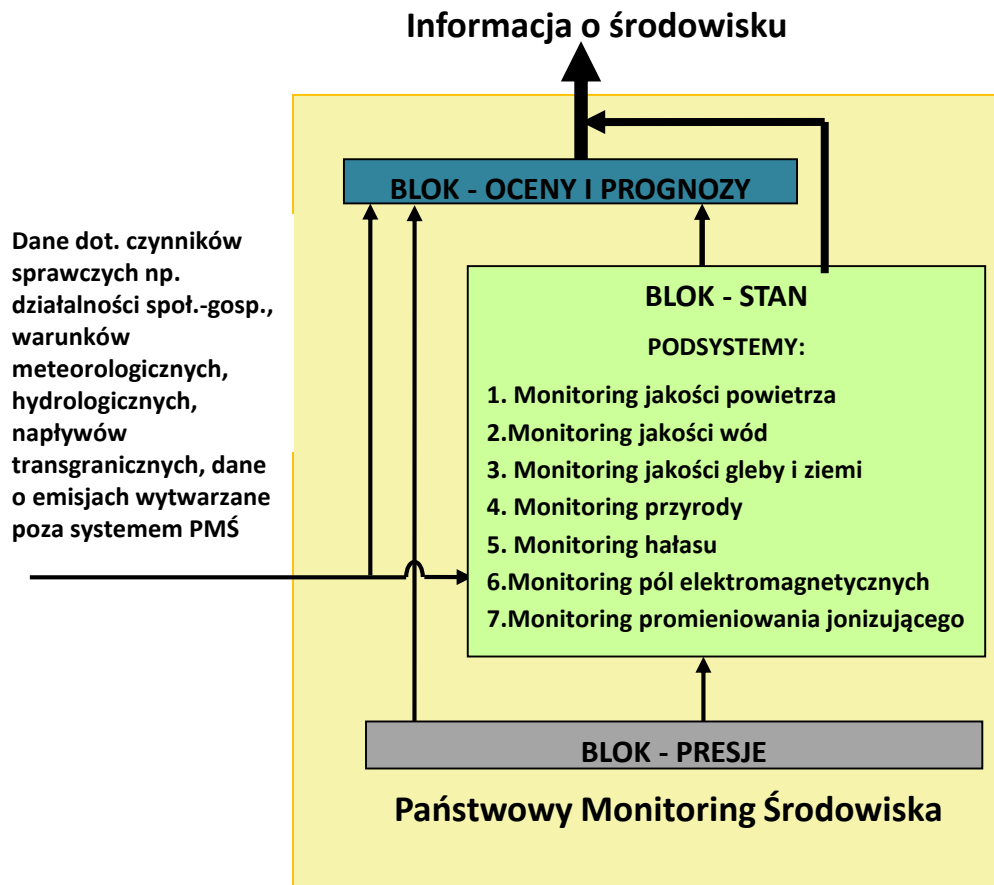 Informacja o środowisku
BLOK - OCENY I PROGNOZY
Dane dot. czynników
sprawczych np.
działalności społ.-gosp.,
warunków
meteorologicznych,
hydrologicznych,
napływów
transgranicznych, dane
o emisjach wytwarzane
poza systemem PMŚ
BLOK - STAN
PODSYSTEMY:
1. Monitoring jakości powietrza
2.Monitoring jakości wód
3. Monitoring jakości gleby i ziemi
4. Monitoring przyrody
5. Monitoring hałasu
6.Monitoring pól elektromagnetycznych
7.Monitoring promieniowania jonizującego
BLOK - PRESJE
Państwowy Monitoring Środowiska